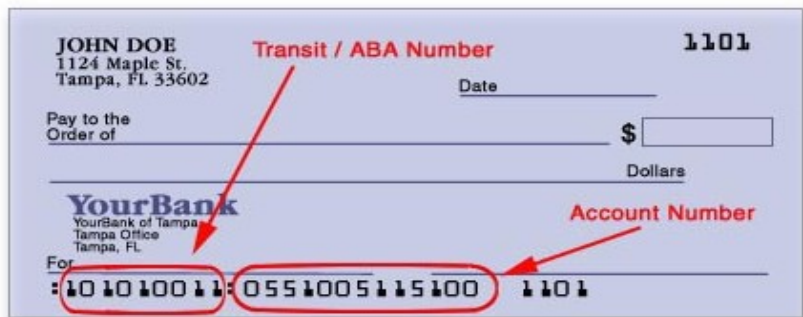 JOHN DOE
1124 Maple St.
Tampa, FL 33602
Transit / ABA Number
1101
Date
Pay to the
Order of
$
Dollars
YourBank
YourBank of Tampa
Tampa Office
Tampa, FL
Account Number
For
⑆101010011⑆0551005115100 1101